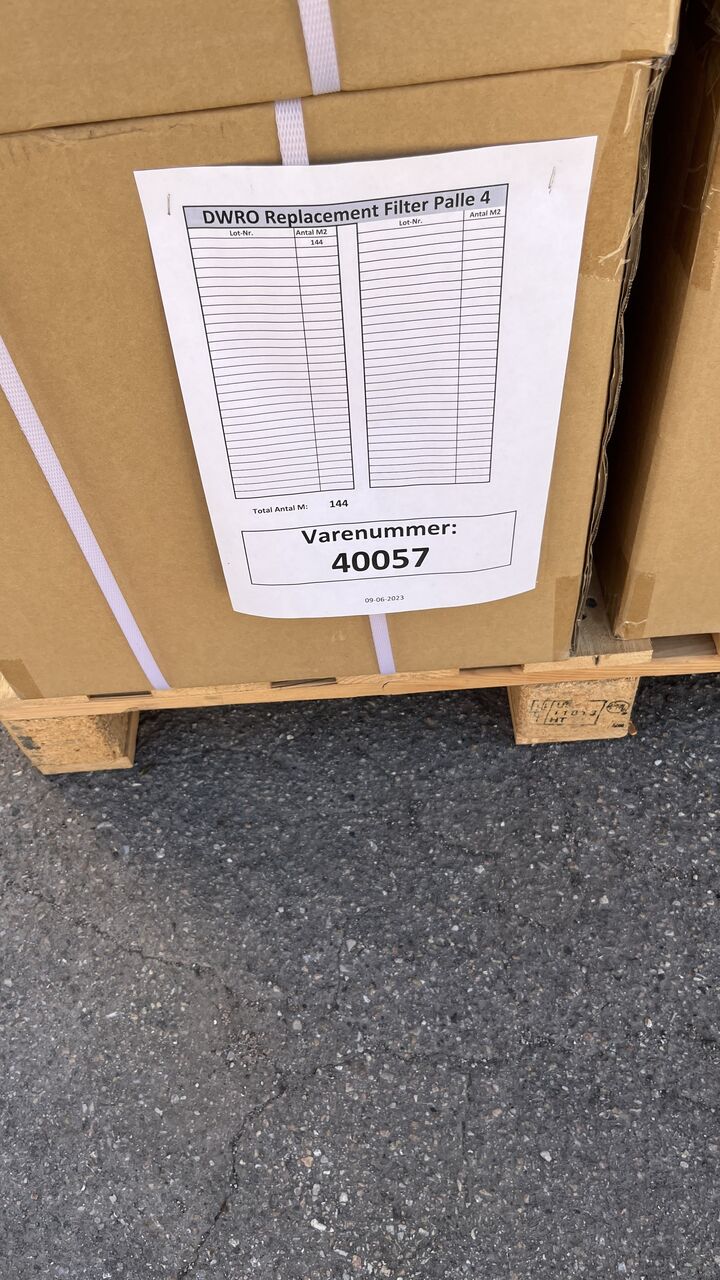 DWRO Replacement Filter Palle 4
Lot-Nr. Antal M2 Lot-Nr. Antal M2
144
Total Antal M: 144
Varenummer:
40057
09-06-2023
HT